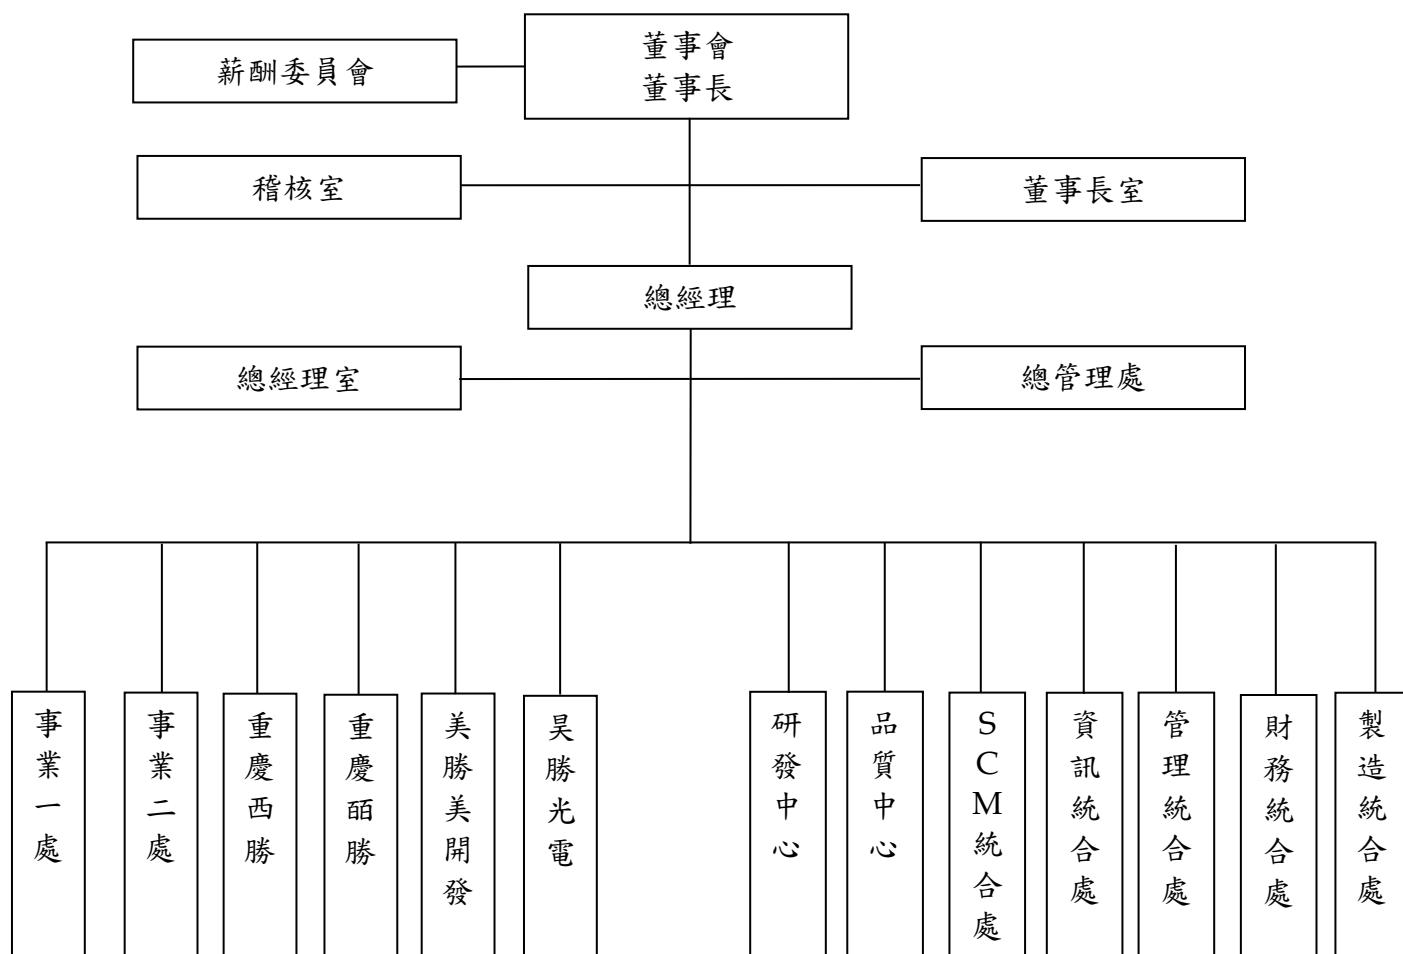 董事會
董事長
薪酬委員會
稽核室
董事長室
總經理
總經理室
總管理處
事業一處
事業二處
重慶西勝
重慶皕勝
美勝美開發
昊勝光電
研發中心
品質中心
SCM統合處
資訊統合處
管理統合處
財務統合處
製造統合處